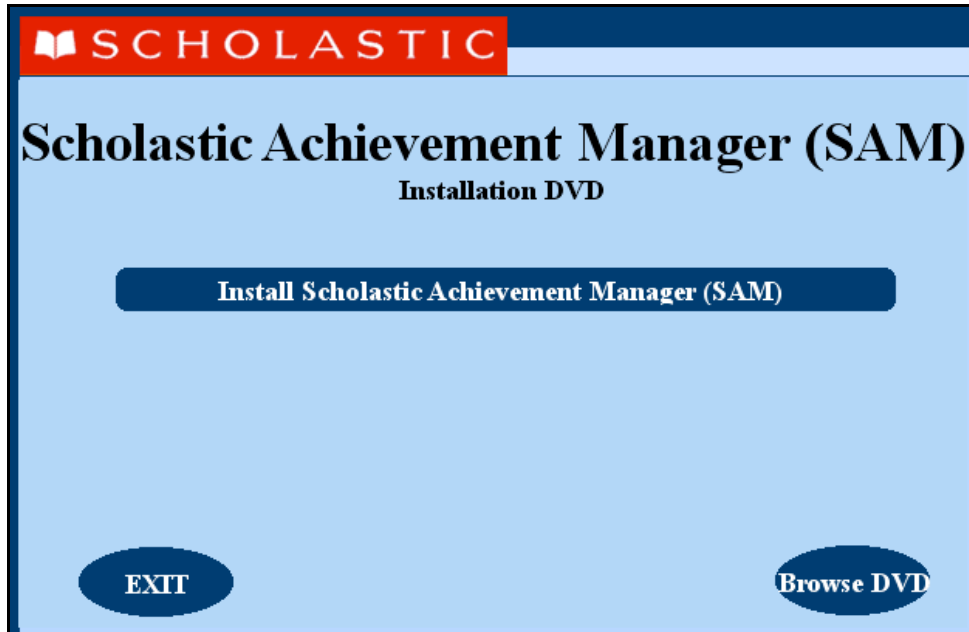 SCHOLASTIC
Scholastic Achievement Manager (SAM)
Installation DVD
Install Scholastic Achievement Manager (SAM)
EXIT
Browse DVD